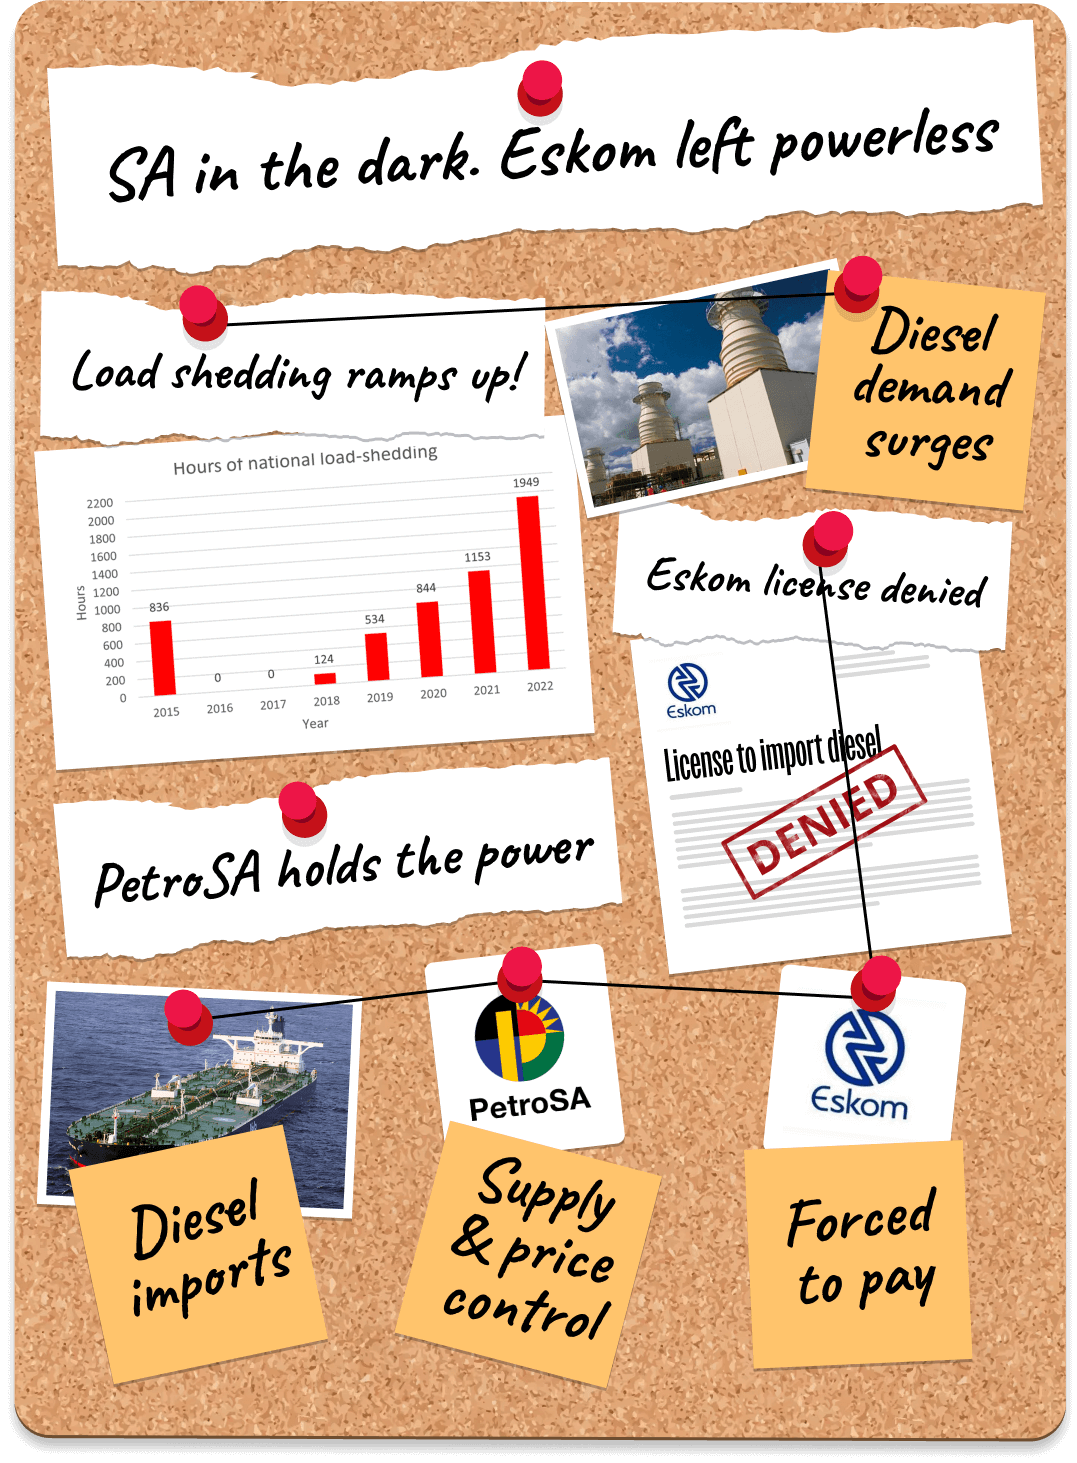 SA in the dark. Eskom left powerless
Load shedding ramps up!
Diesel
demand
surges
Hours of national load-shedding
Hours
2200
2000
1800
1600
1400
1200
1000
800
600
400
200
0
836
0
0
124
534
844
1153
1949
2015
2016
2017
2018
2019
2020
2021
2022
Year
Eskom license denied
Eskom
License to import diesel
DENIED
PetroSA holds the power
PetroSA
Eskom
Diesel
imports
Supply
& price
control
Forced
to pay